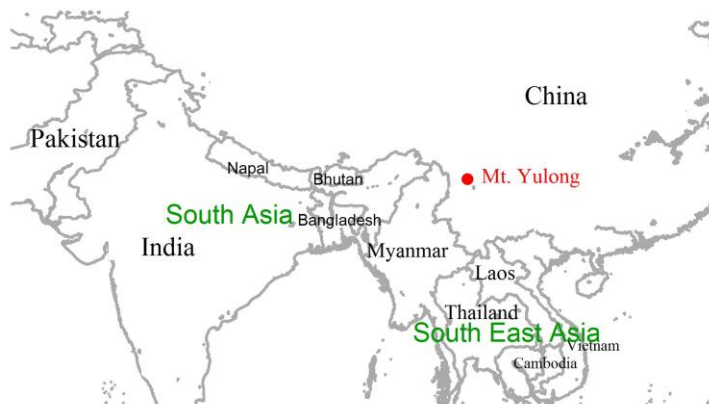 China
Pakistan
Napal
Bhutan
Mt. Yulong
South Asia
Bangladesh
India
Myanmar
Laos
Thailand
South East Asia
Vietnam
Cambodia